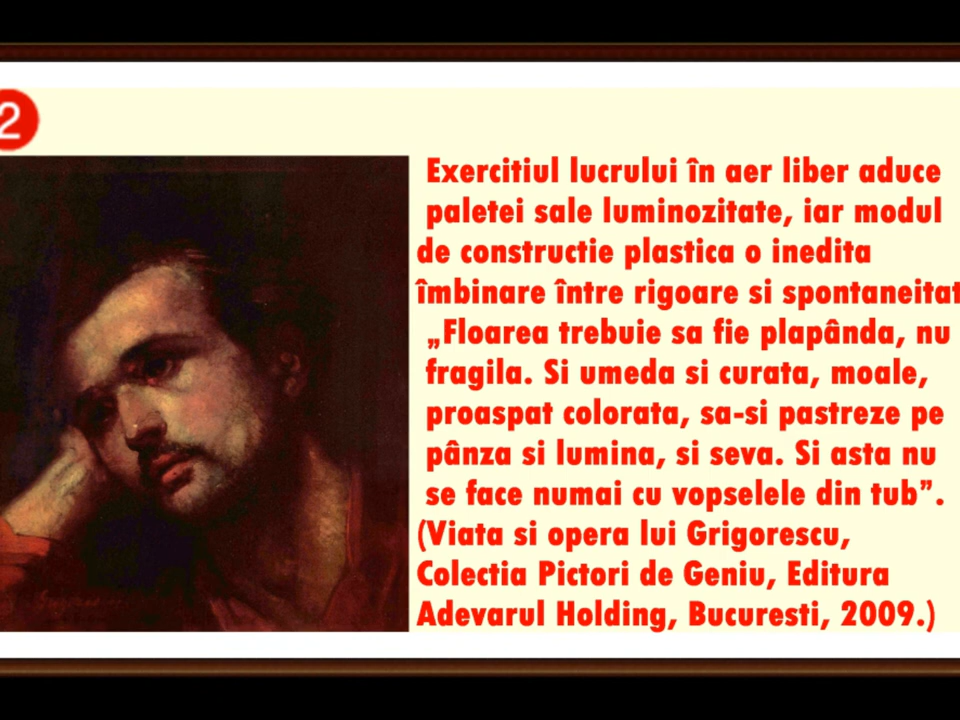 2
Exercitiul lucrului în aer liber aduce
paletei sale luminozitate, iar modul
de constructie plastica o inedita
îmbinare între rigoare si spontaneitat
„Floarea trebuie sa fie plapânda, nu
fragila. Si umeda si curata, moale,
proaspat colorata, sa-si pastreze pe
pânza si lumina, si seva. Si asta nu
se face numai cu vopselele din tub”.
(Viata si opera lui Grigorescu,
Colectia Pictori de Geniu, Editura
Adevarul Holding, Bucuresti, 2009.)